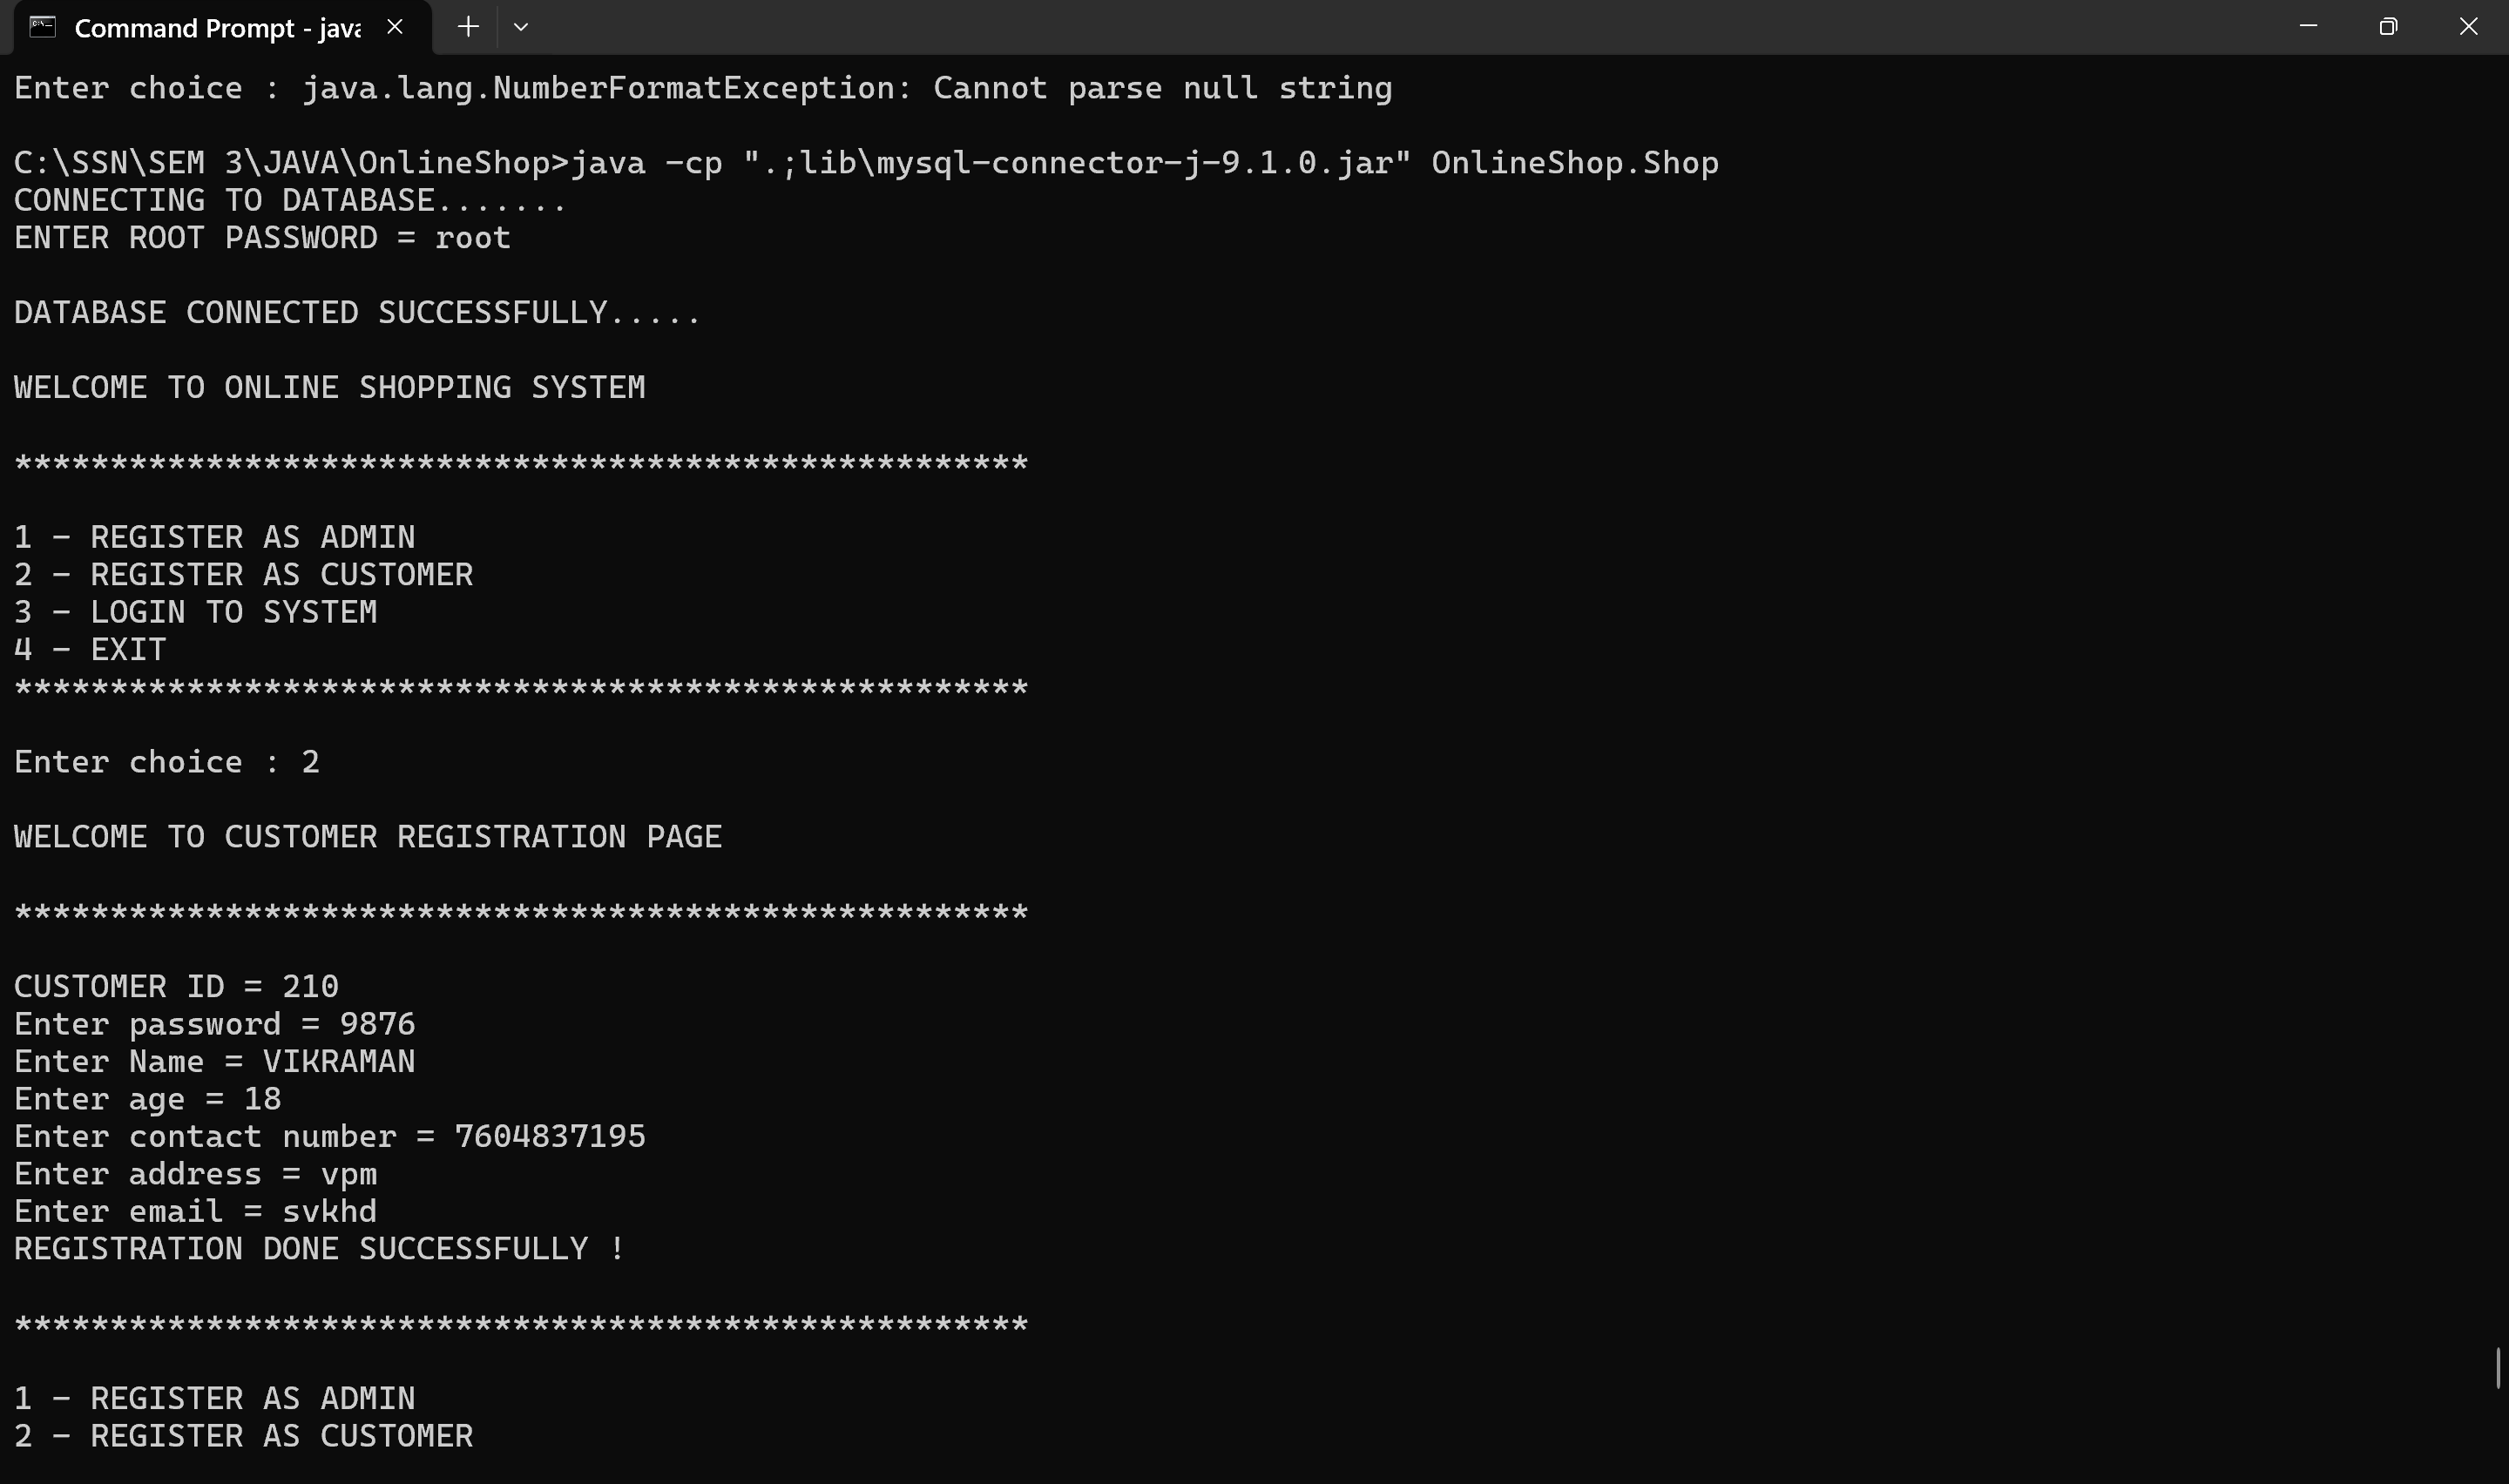 Command Prompt - java
Enter choice : java.lang.NumberFormatException: Cannot parse null string
C:\SSN\SEM 3\JAVA\OnlineShop>java -cp ".;lib\mysql-connector-j-9.1.0.jar" OnlineShop.Shop
CONNECTING TO DATABASE.......
ENTER ROOT PASSWORD = root
DATABASE CONNECTED SUCCESSFULLY.....
WELCOME TO ONLINE SHOPPING SYSTEM
*****************************************************
1 - REGISTER AS ADMIN
2 - REGISTER AS CUSTOMER
3 - LOGIN TO SYSTEM
4 - EXIT
*****************************************************
Enter choice : 2
WELCOME TO CUSTOMER REGISTRATION PAGE
*****************************************************
CUSTOMER ID = 210
Enter password = 9876
Enter Name = VIKRAMAN
Enter age = 18
Enter contact number = 7604837195
Enter address = vpm
Enter email = svkhd
REGISTRATION DONE SUCCESSFULLY !
*****************************************************
1 - REGISTER AS ADMIN
2 - REGISTER AS CUSTOMER